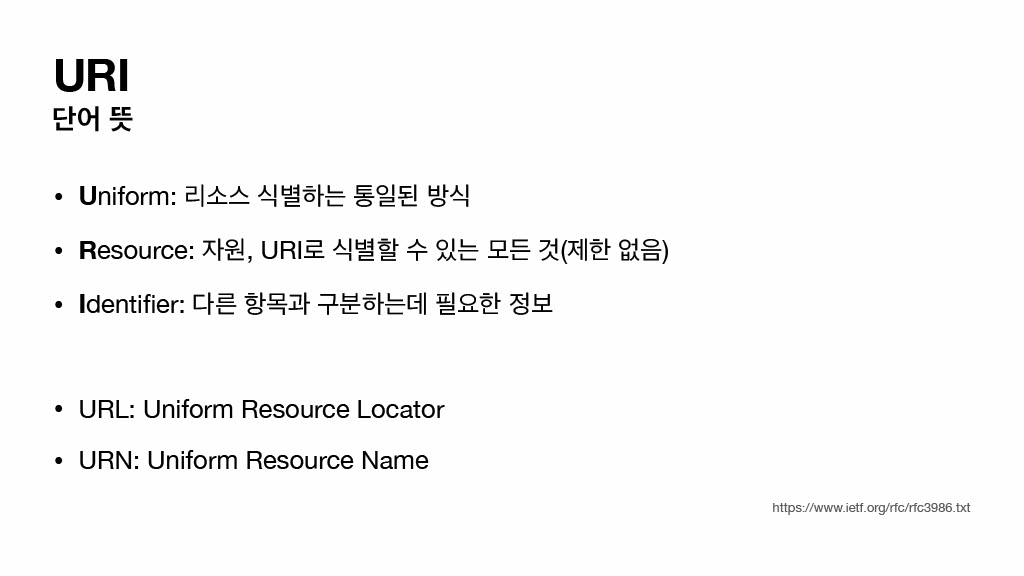 URI
단어 뜻
• Uniform: 리소스 식별하는 통일된 방식
• Resource: 자원, URI로 식별할 수 있는 모든 것(제한 없음)
• Identifier: 다른 항목과 구분하는데 필요한 정보
• URL: Uniform Resource Locator
• URN: Uniform Resource Name
https://www.ietf.org/rfc/rfc3986.txt